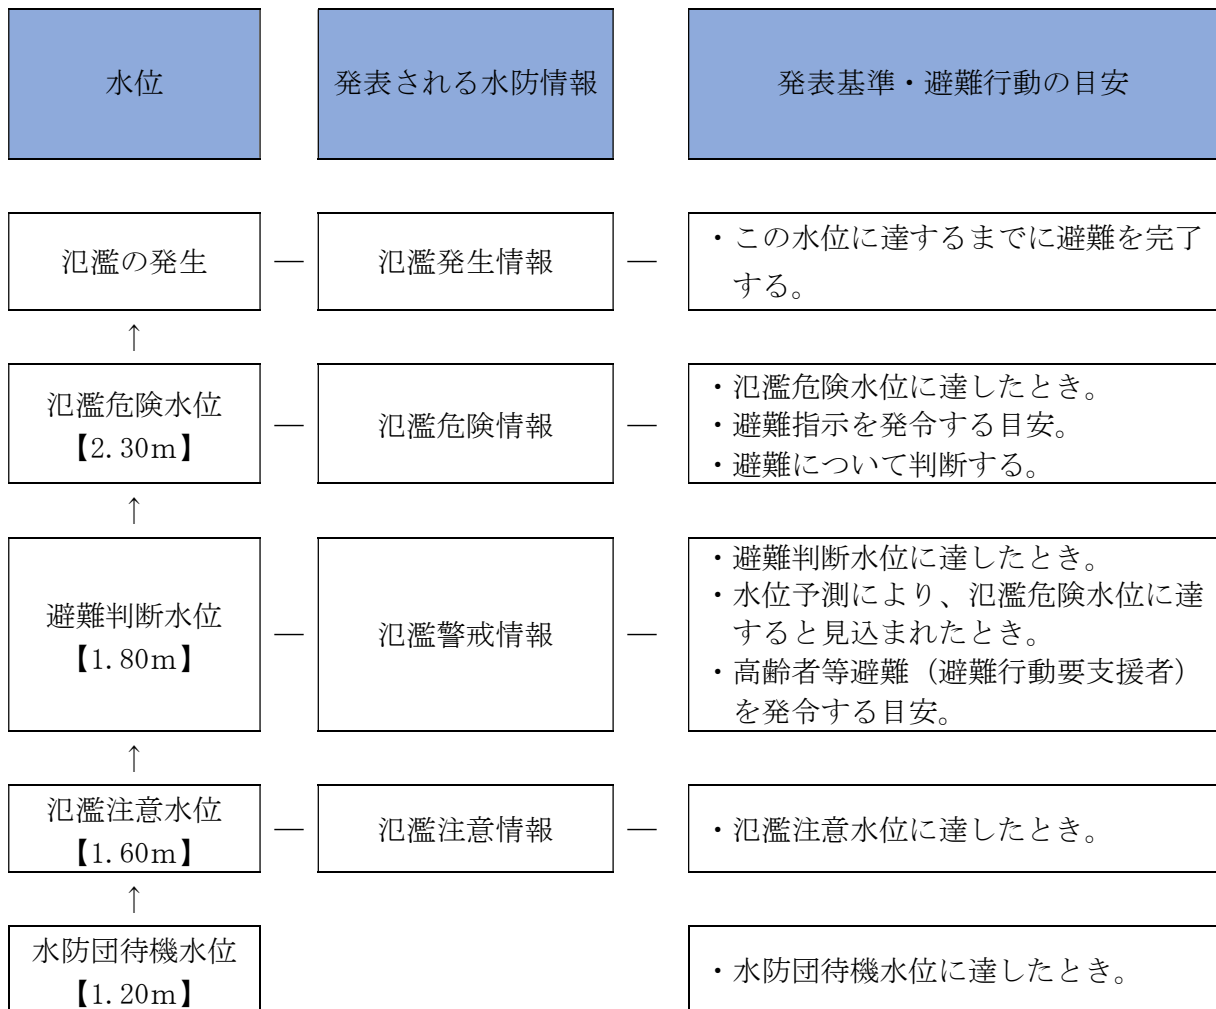 水位
発表される水防情報
発表基準・避難行動の目安
氾濫の発生
―
氾濫発生情報
―
・この水位に達するまでに避難を完了
する。
↑
氾濫危険水位
【2.30m】
―
氾濫危険情報
―
・氾濫危険水位に達したとき。
・避難指示を発令する目安。
・避難について判断する。
↑
避難判断水位
【1.80m】
―
氾濫警戒情報
―
・避難判断水位に達したとき。
・水位予測により、氾濫危険水位に達
すると見込まれたとき。
・高齢者等避難（避難行動要支援者）
を発令する目安。
↑
氾濫注意水位
【1.60m】
―
氾濫注意情報
―
・氾濫注意水位に達したとき。
↑
水防団待機水位
【1.20m】
・水防団待機水位に達したとき。